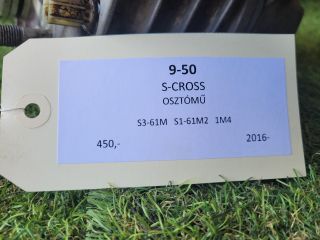 9-50
S-CROSS
OSZTÓMŰ
S3-61M S1-61M2 1M4
450,- 2016-